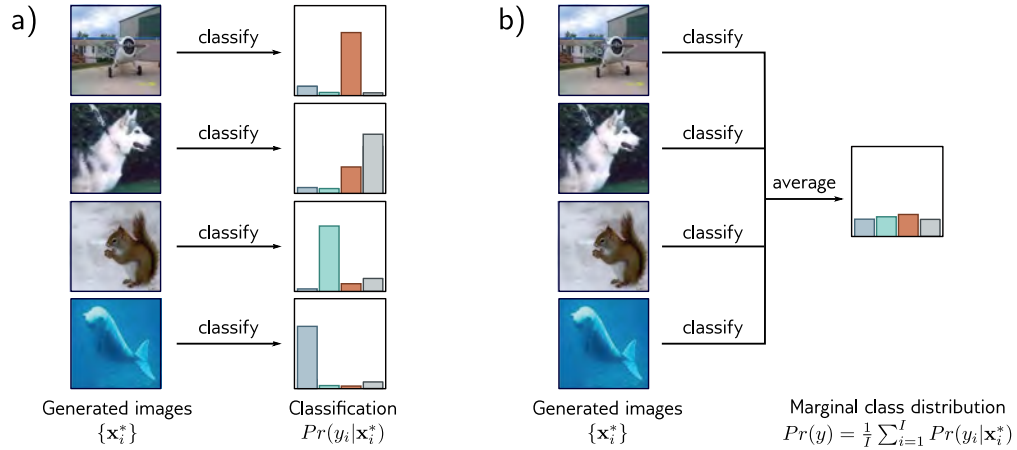 a)
classify
classify
classify
classify
Generated images
{x*_i}
Classification
Pr(y_i|x*_i)
b)
classify
classify
classify
classify
average
Generated images
{x*_i}
Marginal class distribution
Pr(y) = 1/I ∑_{i=1}^{I} Pr(y_i|x*_i)